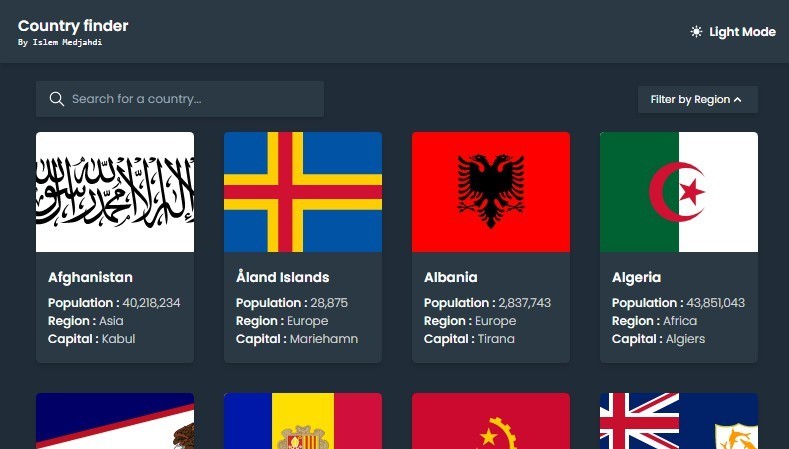 Country finder
By Islem Medjahdi
Light Mode
Search for a country...
Filter by Region
لا إله إلا الله محمد رسول الله
Afghanistan
Population : 40,218,234
Region : Asia
Capital : Kabul
Åland Islands
Population : 28,875
Region : Europe
Capital : Mariehamn
Albania
Population : 2,837,743
Region : Europe
Capital : Tirana
Algeria
Population : 43,851,043
Region : Africa
Capital : Algiers